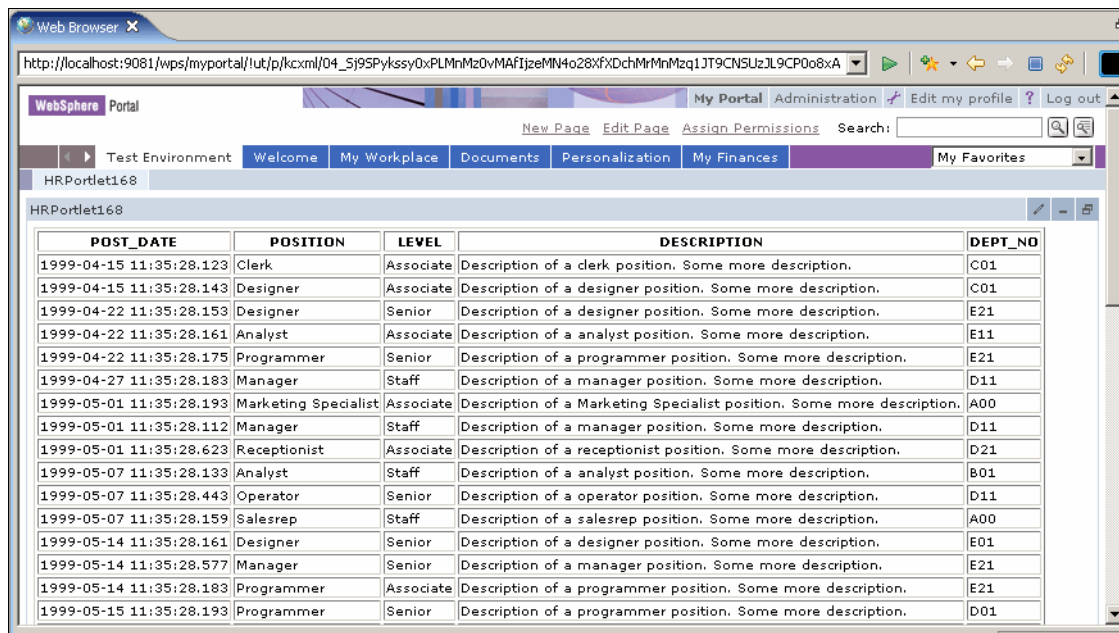 Web Browser
http://localhost:9081/wps/myportal/!ut/p/kcxml/04_Sj9SPykssy0xPLMnMz0vMAfIjzeMN4o28XfXDchMrMnMzq1JT9CNSUzJL9CP0o8xA
WebSphere Portal
My Portal Administration Edit my profile ? Log out
New Page Edit Page Assign Permissions Search:
Test Environment Welcome My Workplace Documents Personalization My Finances My Favorites
HRPortlet168
HRPortlet168
POST_DATE POSITION LEVEL DESCRIPTION DEPT_NO
1999-04-15 11:35:28.123 Clerk Associate Description of a clerk position. Some more description. C01
1999-04-15 11:35:28.143 Designer Associate Description of a designer position. Some more description. C01
1999-04-22 11:35:28.153 Designer Senior Description of a designer position. Some more description. E21
1999-04-22 11:35:28.161 Analyst Associate Description of a analyst position. Some more description. E11
1999-04-22 11:35:28.175 Programmer Senior Description of a programmer position. Some more description. E21
1999-04-27 11:35:28.183 Manager Staff Description of a manager position. Some more description. D11
1999-05-01 11:35:28.193 Marketing Specialist Associate Description of a Marketing Specialist position. Some more description. A00
1999-05-01 11:35:28.112 Manager Staff Description of a manager position. Some more description. D11
1999-05-01 11:35:28.623 Receptionist Associate Description of a receptionist position. Some more description. D21
1999-05-07 11:35:28.133 Analyst Staff Description of a analyst position. Some more description. B01
1999-05-07 11:35:28.443 Operator Senior Description of a operator position. Some more description. D11
1999-05-07 11:35:28.159 Salesrep Staff Description of a salesrep position. Some more description. A00
1999-05-14 11:35:28.161 Designer Senior Description of a designer position. Some more description. E01
1999-05-14 11:35:28.577 Manager Senior Description of a manager position. Some more description. E21
1999-05-14 11:35:28.183 Programmer Associate Description of a programmer position. Some more description. E21
1999-05-15 11:35:28.193 Programmer Senior Description of a programmer position. Some more description. D01